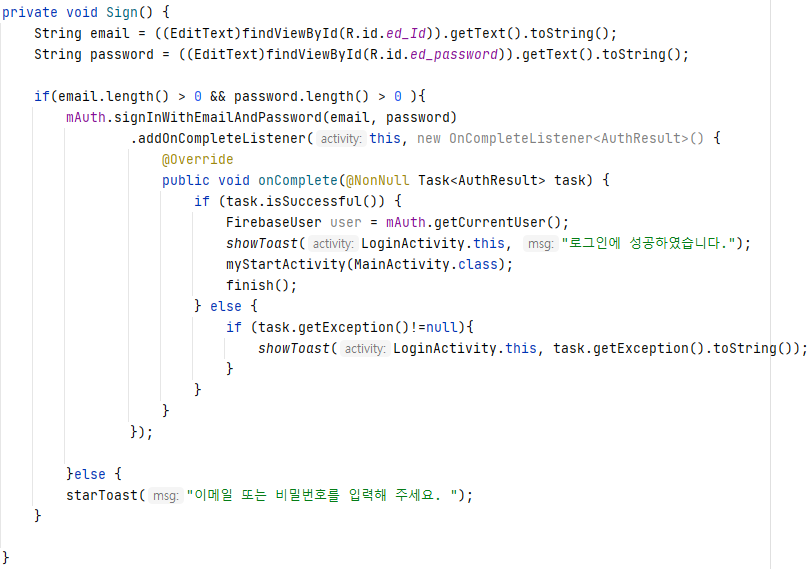 private void Sign() {
String email = ((EditText)findViewById(R.id.ed_Id)).getText().toString();
String password = ((EditText)findViewById(R.id.ed_password)).getText().toString();
if(email.length() > 0 && password.length() > 0 ){
mAuth.signInWithEmailAndPassword(email, password)
.addOnCompleteListener( activity: this, new OnCompleteListener<AuthResult>() {
@Override
public void onComplete(@NonNull Task<AuthResult> task) {
if (task.isSuccessful()) {
FirebaseUser user = mAuth.getCurrentUser();
showToast( activity: LoginActivity.this, msg: "로그인에 성공하였습니다.");
myStartActivity(MainActivity.class);
finish();
} else {
if (task.getException()!=null){
showToast( activity: LoginActivity.this, task.getException().toString());
}
}
}
});
}else {
starToast( msg: "이메일 또는 비밀번호를 입력해 주세요. ");
}
}